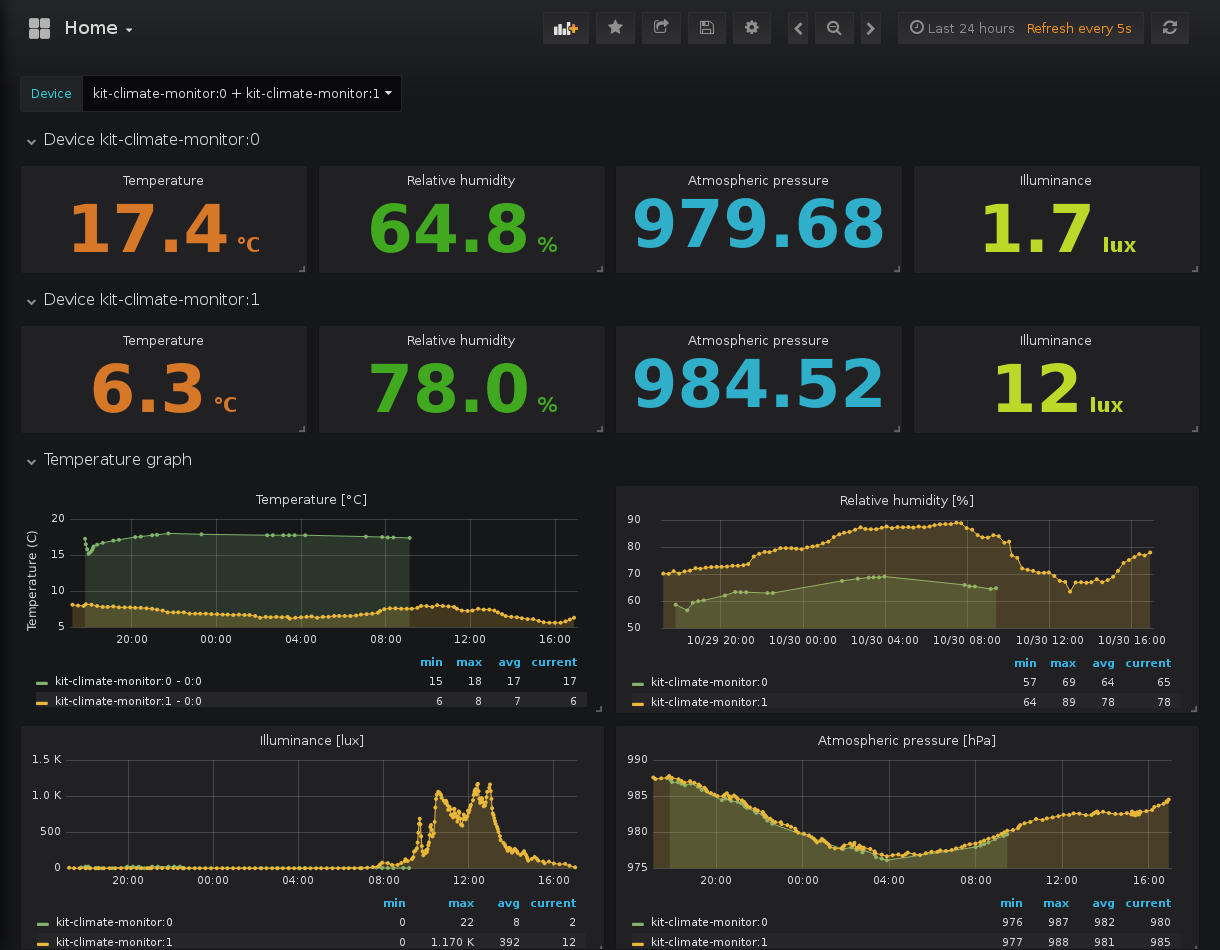 Home
Last 24 hours Refresh every 5s
Device kit-climate-monitor:0 + kit-climate-monitor:1
Device kit-climate-monitor:0
Temperature Relative humidity Atmospheric pressure Illuminance
17.4 °C 64.8 % 979.68 1.7 lux
Device kit-climate-monitor:1
Temperature Relative humidity Atmospheric pressure Illuminance
6.3 °C 78.0 % 984.52 12 lux
Temperature graph
Temperature [°C]
Temperature (C)
20
15
10
5
20:00 00:00 04:00 08:00 12:00 16:00
min max avg current
kit-climate-monitor:0 - 0:0 15 18 17 17
kit-climate-monitor:1 - 0:0 6 8 7 6
Relative humidity [%]
90
80
70
60
50
10/29 20:00 10/30 00:00 10/30 04:00 10/30 08:00 10/30 12:00 10/30 16:00
min max avg current
kit-climate-monitor:0 57 69 64 65
kit-climate-monitor:1 64 89 78 78
Illuminance [lux]
1.5 K
1.0 K
500
0
20:00 00:00 04:00 08:00 12:00 16:00
min max avg current
kit-climate-monitor:0 0 22 8 2
kit-climate-monitor:1 0 1.170 K 392 12
Atmospheric pressure [hPa]
990
985
980
975
20:00 00:00 04:00 08:00 12:00 16:00
min max avg current
kit-climate-monitor:0 976 987 982 980
kit-climate-monitor:1 977 988 981 985